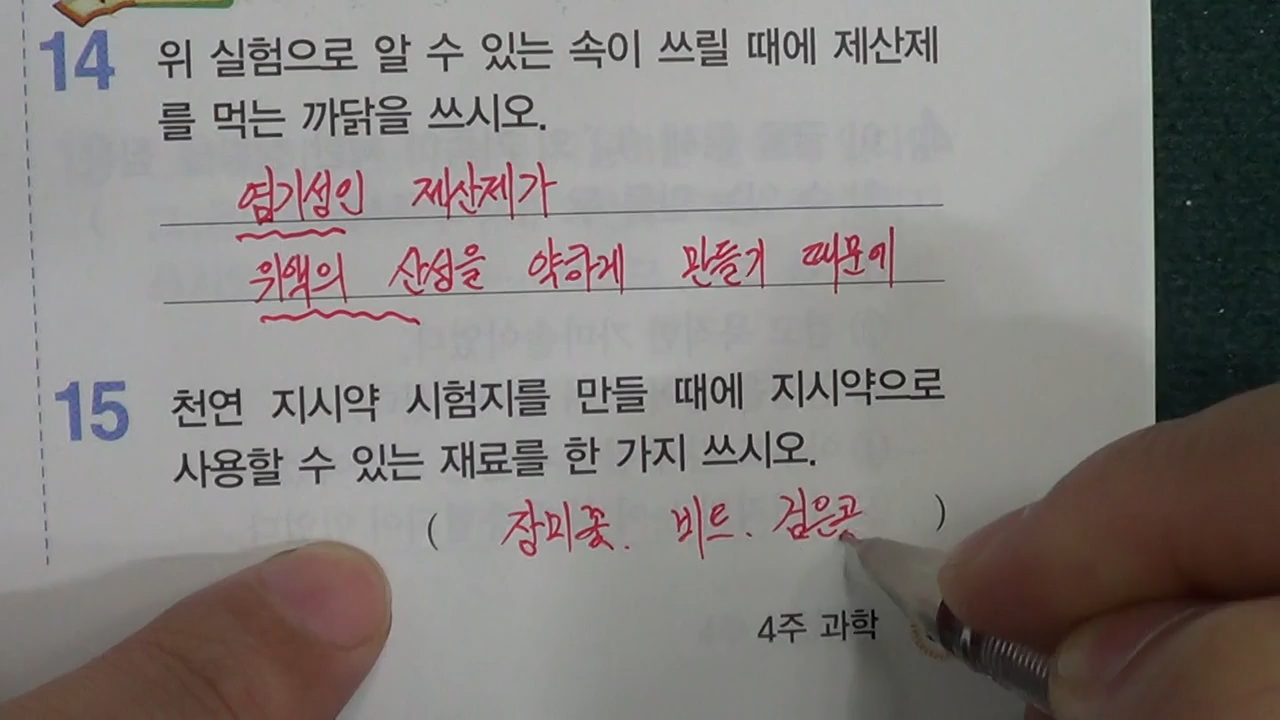 14 위 실험으로 알 수 있는 속이 쓰릴 때에 제산제
를 먹는 까닭을 쓰시오.
염기성인 제산제가
위액의 산성을 약하게 만들기 때문에
15 천연 지시약 시험지를 만들 때에 지시약으로
사용할 수 있는 재료를 한 가지 쓰시오.
( 장미꽃. 비트. 검은콩 )
4주 과학